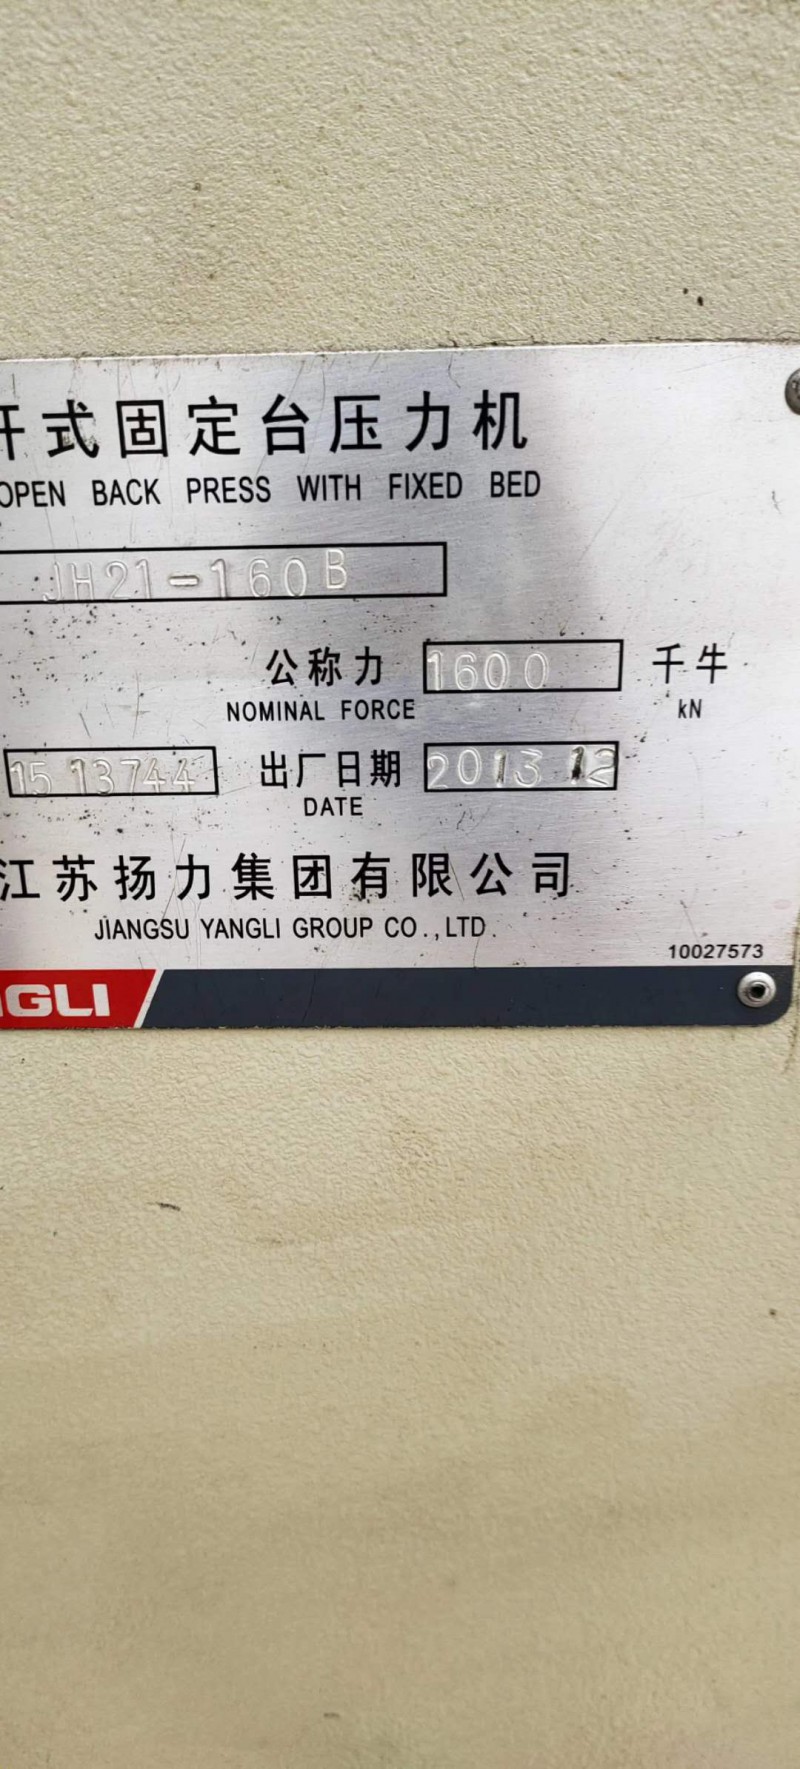 开式固定台压力机
OPEN BACK PRESS WITH FIXED BED
JH21-160B
公称力 1600 千牛
NOMINAL FORCE kN
15 13744 出厂日期 2013 12
DATE
江苏扬力集团有限公司
JIANGSU YANGLI GROUP CO.,LTD.
10027573
NGLI